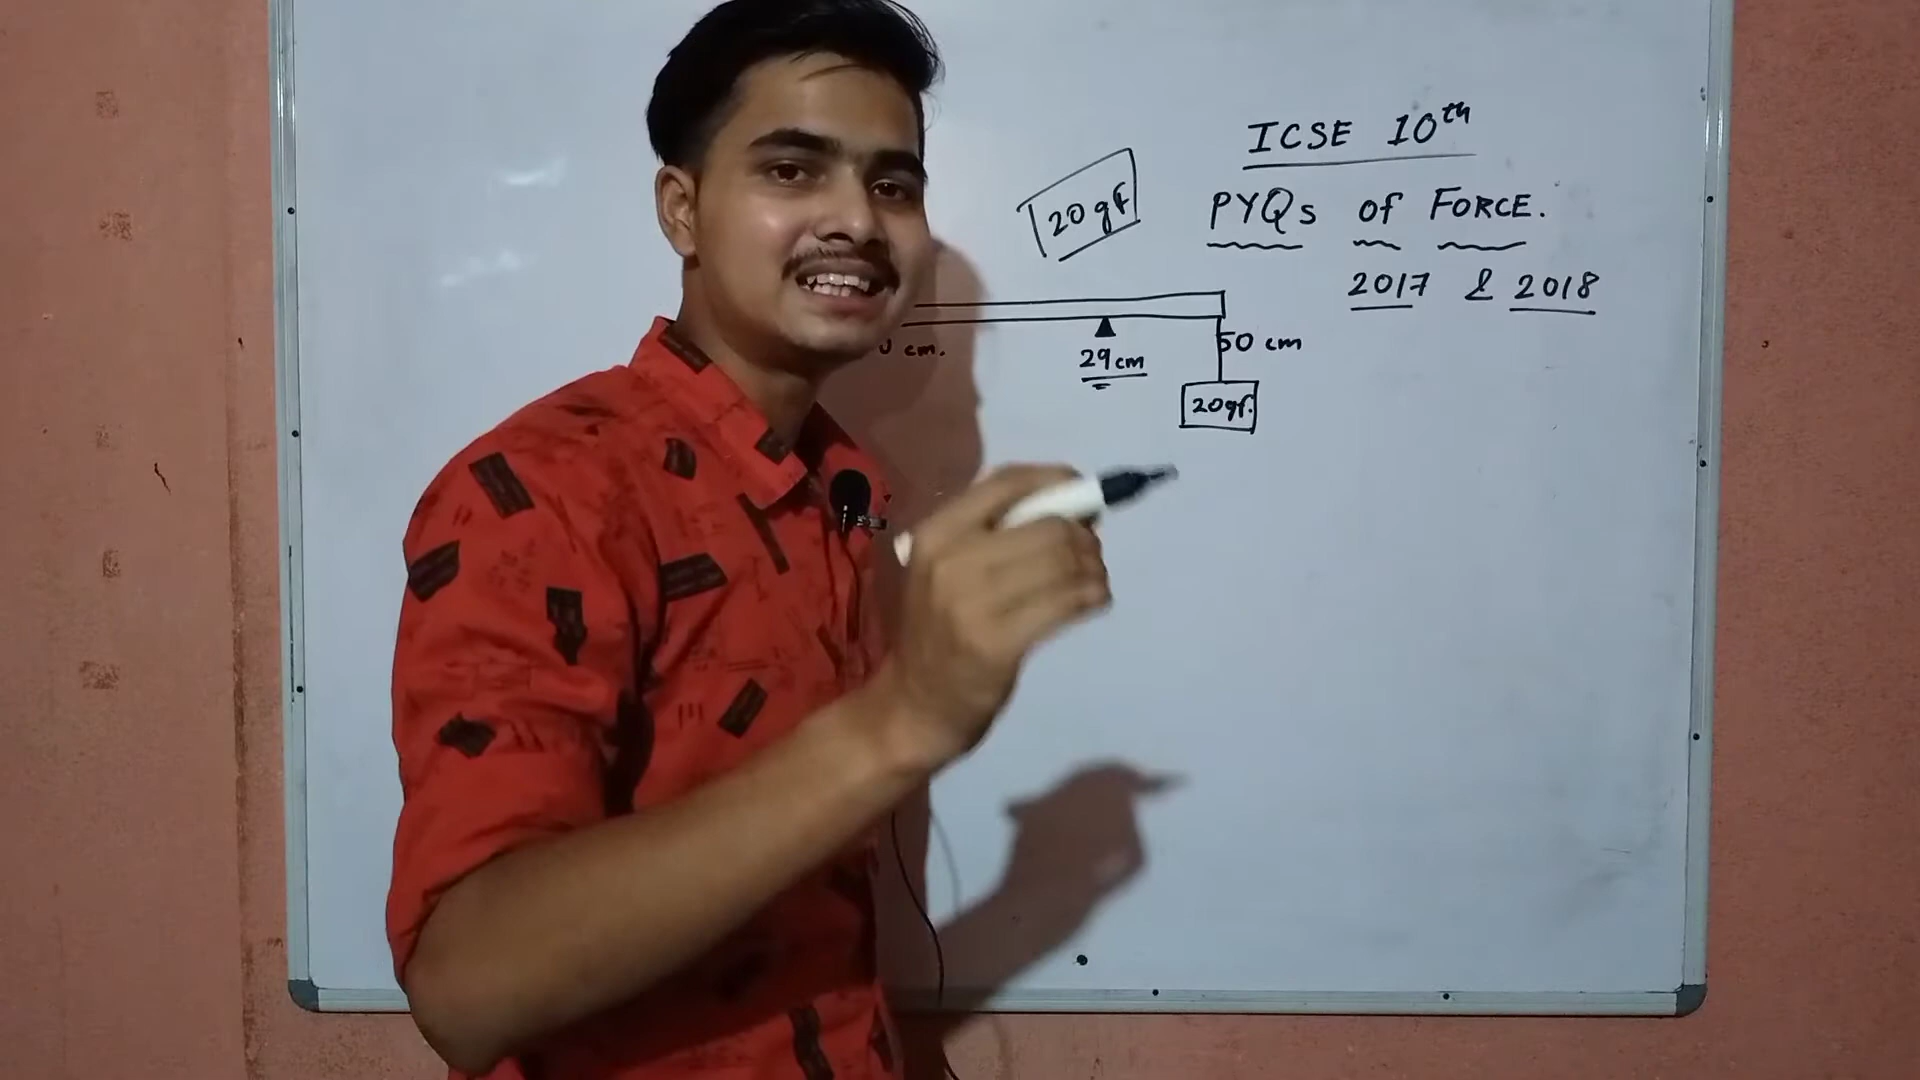 ICSE 10th
PYQs of FORCE.
2017 & 2018
20gf
cm.
29cm
50 cm
20gf.